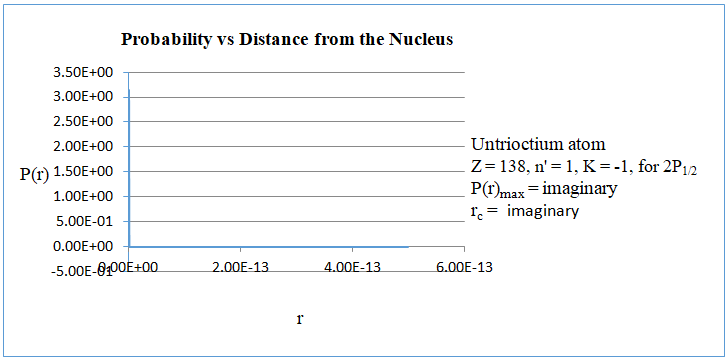 Probability vs Distance from the Nucleus
3.50E+00
3.00E+00
2.50E+00
2.00E+00
1.50E+00
1.00E+00
5.00E-01
0.00E+00
-5.00E-01
P(r)
0.00E+00 2.00E-13 4.00E-13 6.00E-13
r
Untrioctium atom
Z = 138, n' = 1, K = -1, for 2P1/2
P(r)max = imaginary
rc = imaginary